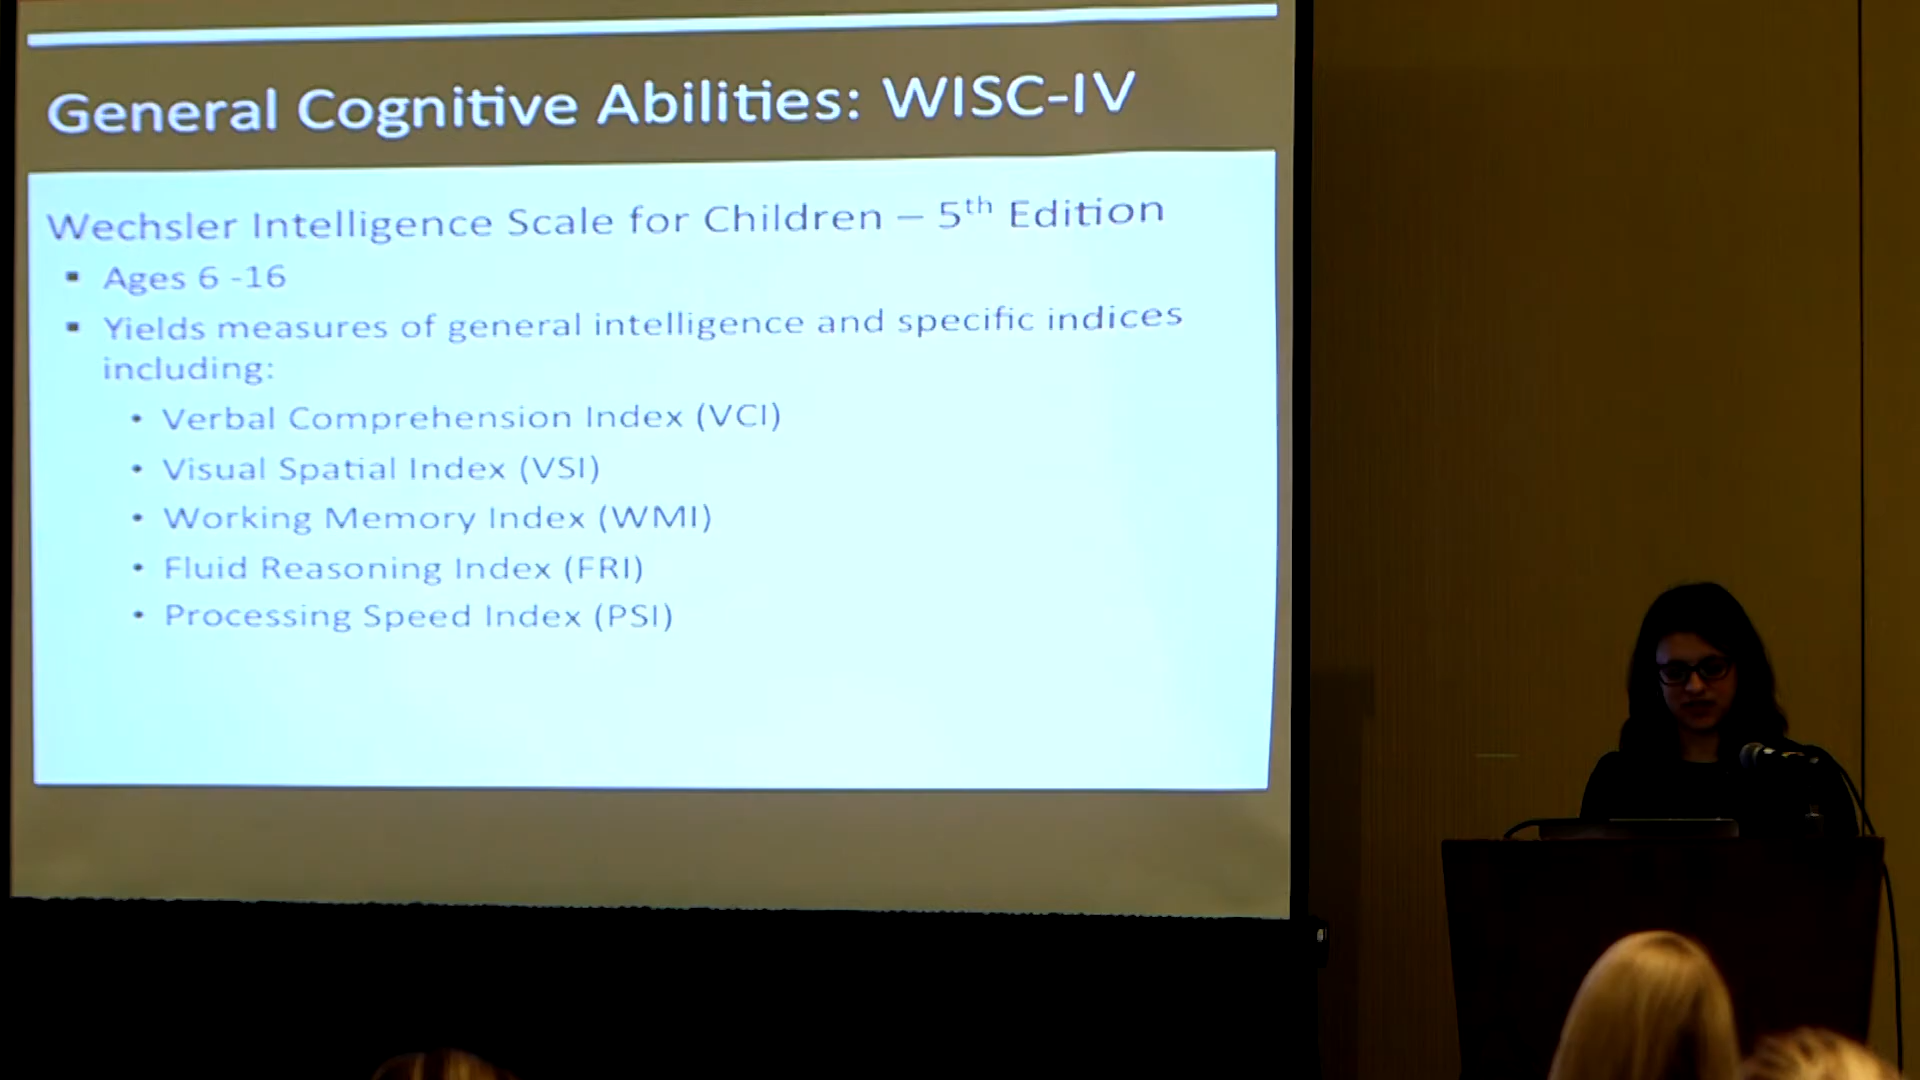 General Cognitive Abilities: WISC-IV
Wechsler Intelligence Scale for Children – 5th Edition
▪ Ages 6 -16
▪ Yields measures of general intelligence and specific indices
including:
• Verbal Comprehension Index (VCI)
• Visual Spatial Index (VSI)
• Working Memory Index (WMI)
• Fluid Reasoning Index (FRI)
• Processing Speed Index (PSI)